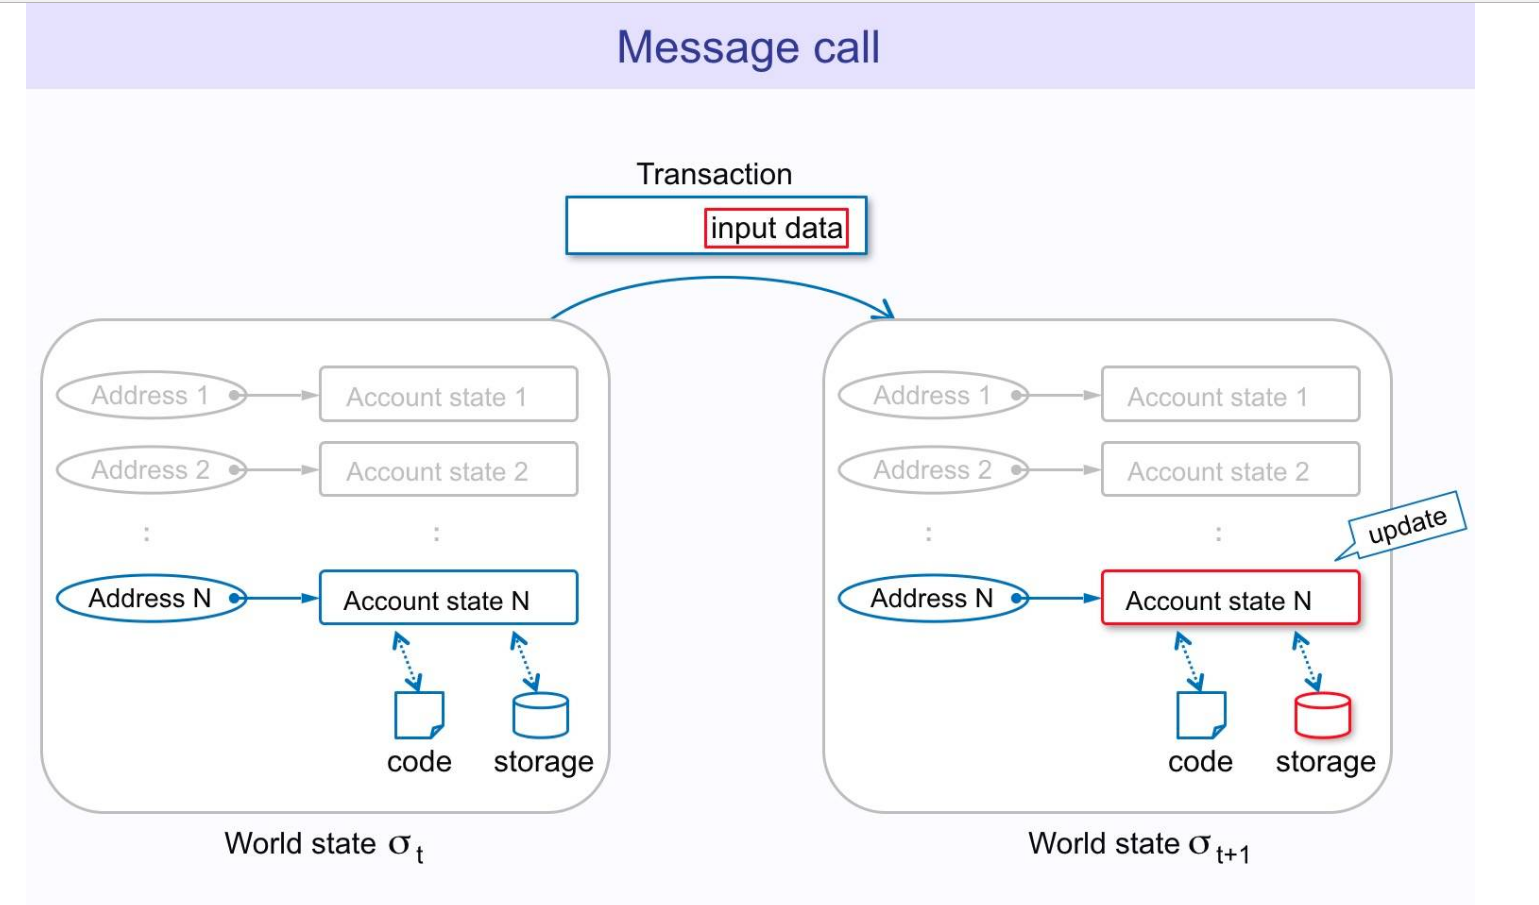 Message call
Transaction
input data
Address 1
Account state 1
Address 2
Account state 2
:
:
Address N
Account state N
code
storage
World state σ t
Address 1
Account state 1
Address 2
Account state 2
:
:
update
Address N
Account state N
code
storage
World state σ t+1